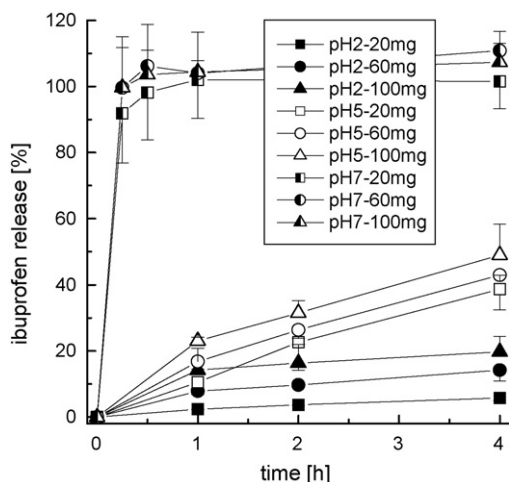 120
100
80
60
40
20
0
ibuprofen release [%]
pH2-20mg
pH2-60mg
pH2-100mg
pH5-20mg
pH5-60mg
pH5-100mg
pH7-20mg
pH7-60mg
pH7-100mg
0 1 2 3 4
time [h]